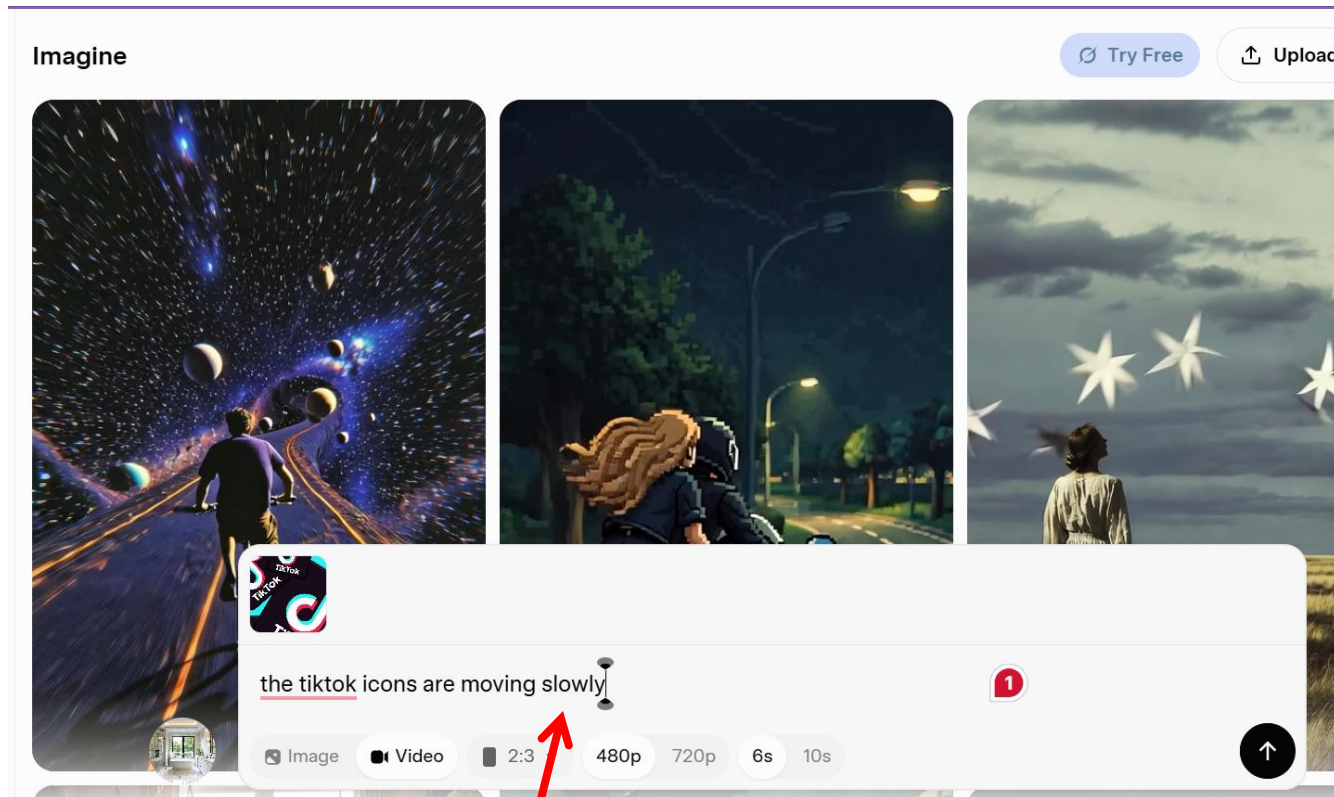 Imagine
Try Free
Upload
TikTok
TikTok
the tiktok icons are moving slowly
1
Image Video 2:3 480p 720p 6s 10s